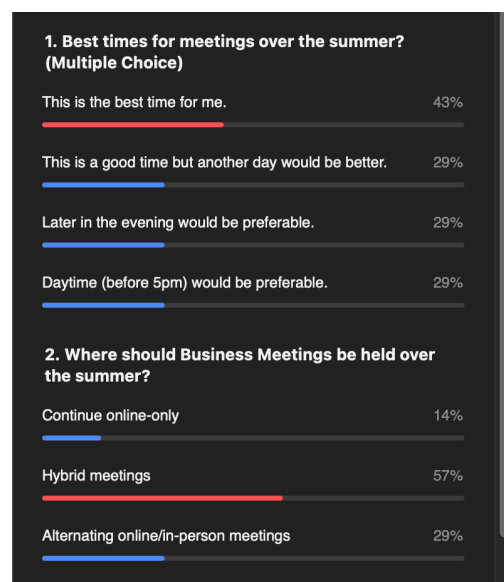 1. Best times for meetings over the summer?
(Multiple Choice)
This is the best time for me. 43%
This is a good time but another day would be better. 29%
Later in the evening would be preferable. 29%
Daytime (before 5pm) would be preferable. 29%
2. Where should Business Meetings be held over
the summer?
Continue online-only 14%
Hybrid meetings 57%
Alternating online/in-person meetings 29%